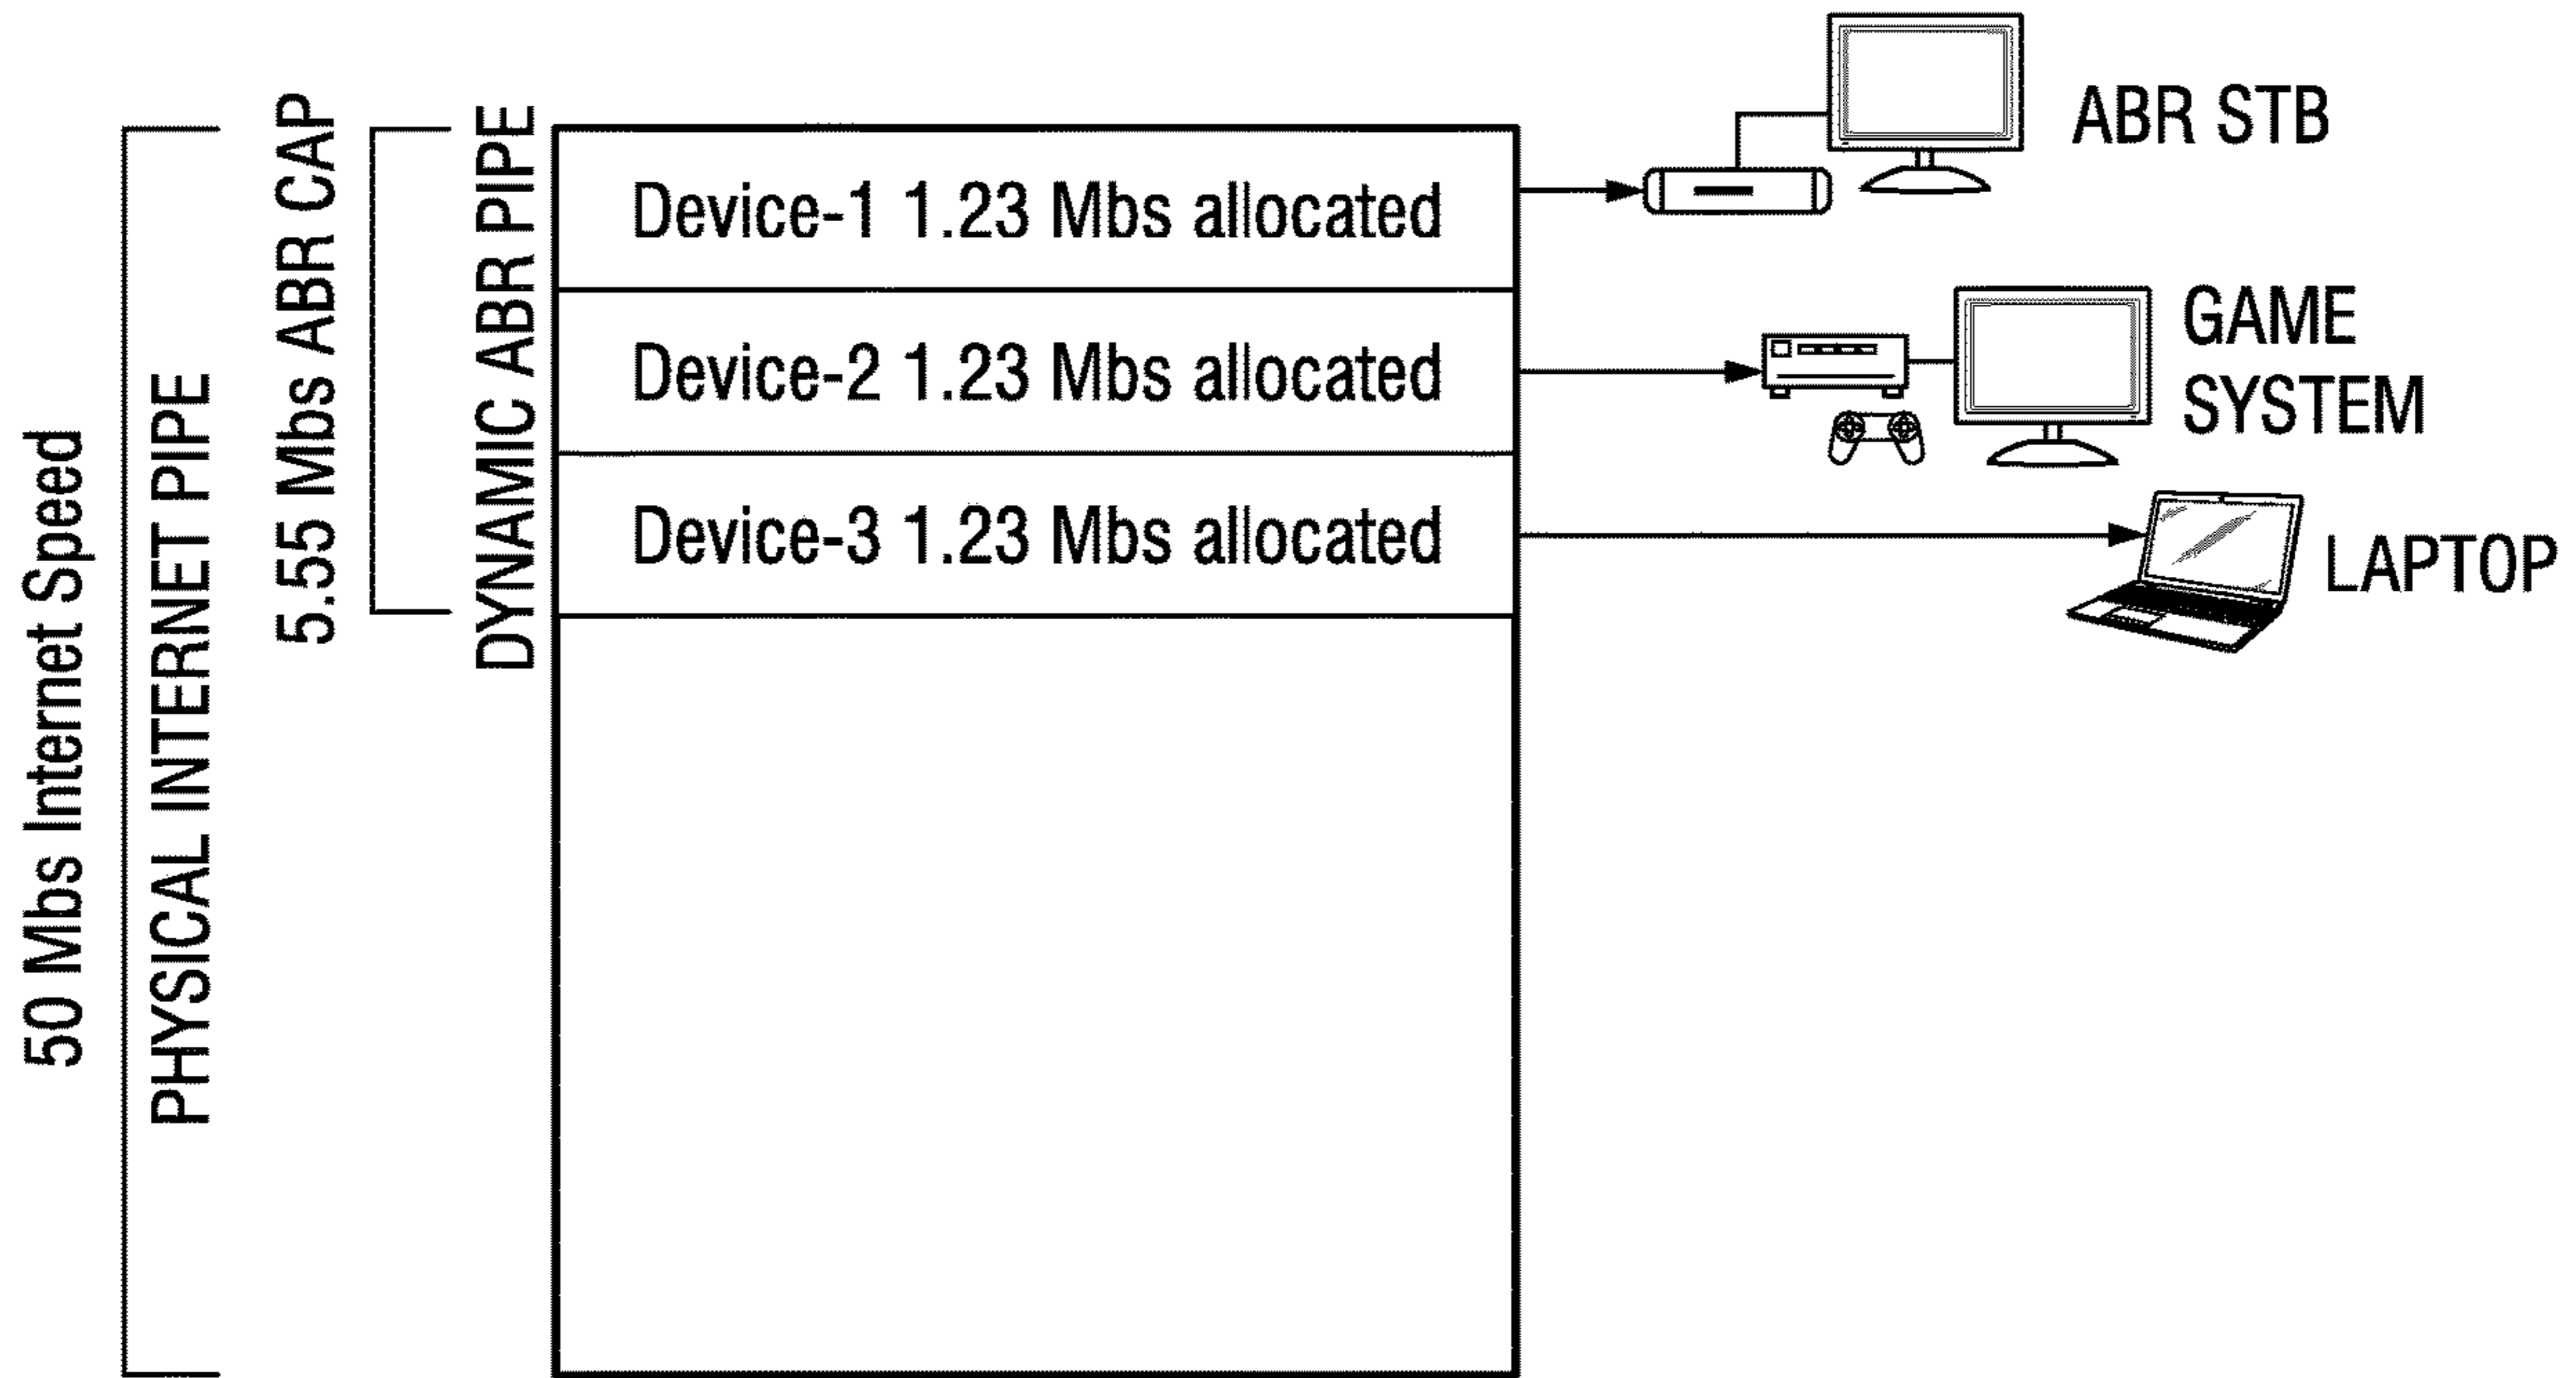 50 Mbs Internet Speed
PHYSICAL INTERNET PIPE
5.55 Mbs ABR CAP
DYNAMIC ABR PIPE
Device-1 1.23 Mbs allocated
Device-2 1.23 Mbs allocated
Device-3 1.23 Mbs allocated
ABR STB
GAME
SYSTEM
LAPTOP